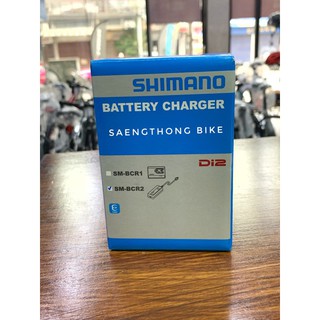 SHIMANO
BATTERY CHARGER
SAENGTHONG BIKE
Di2
SM-BCR1
SM-BCR2
E